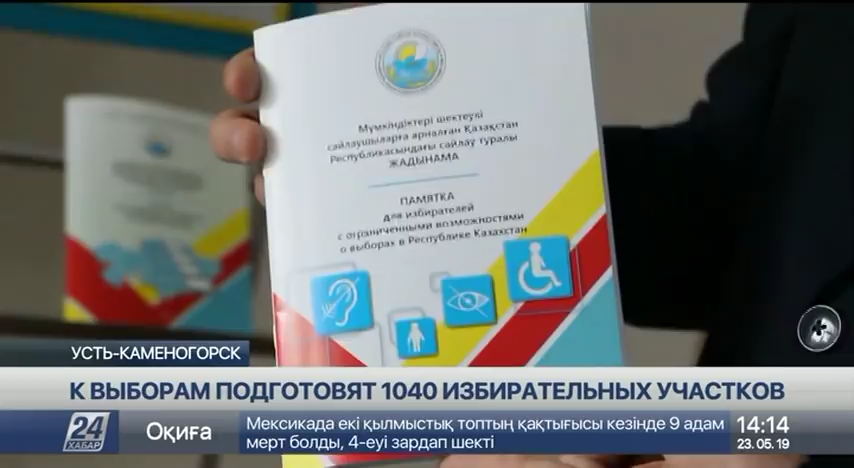 Мүмкіндіктері шектеулі
сайлаушыларға арналған Қазақстан
Республикасындағы сайлау туралы
ЖАДЫНАМА
ПАМЯТКА
для избирателей
с ограниченными возможностями
о выборах в Республике Казахстан
УСТЬ-КАМЕНОГОРСК
К ВЫБОРАМ ПОДГОТОВЯТ 1040 ИЗБИРАТЕЛЬНЫХ УЧАСТКОВ
24
ХАБАР
Оқиға
Мексикада екі қылмыстық топтың қақтығысы кезінде 9 адам
мерт болды, 4-еуі зардап шекті
14:14
23.05.19